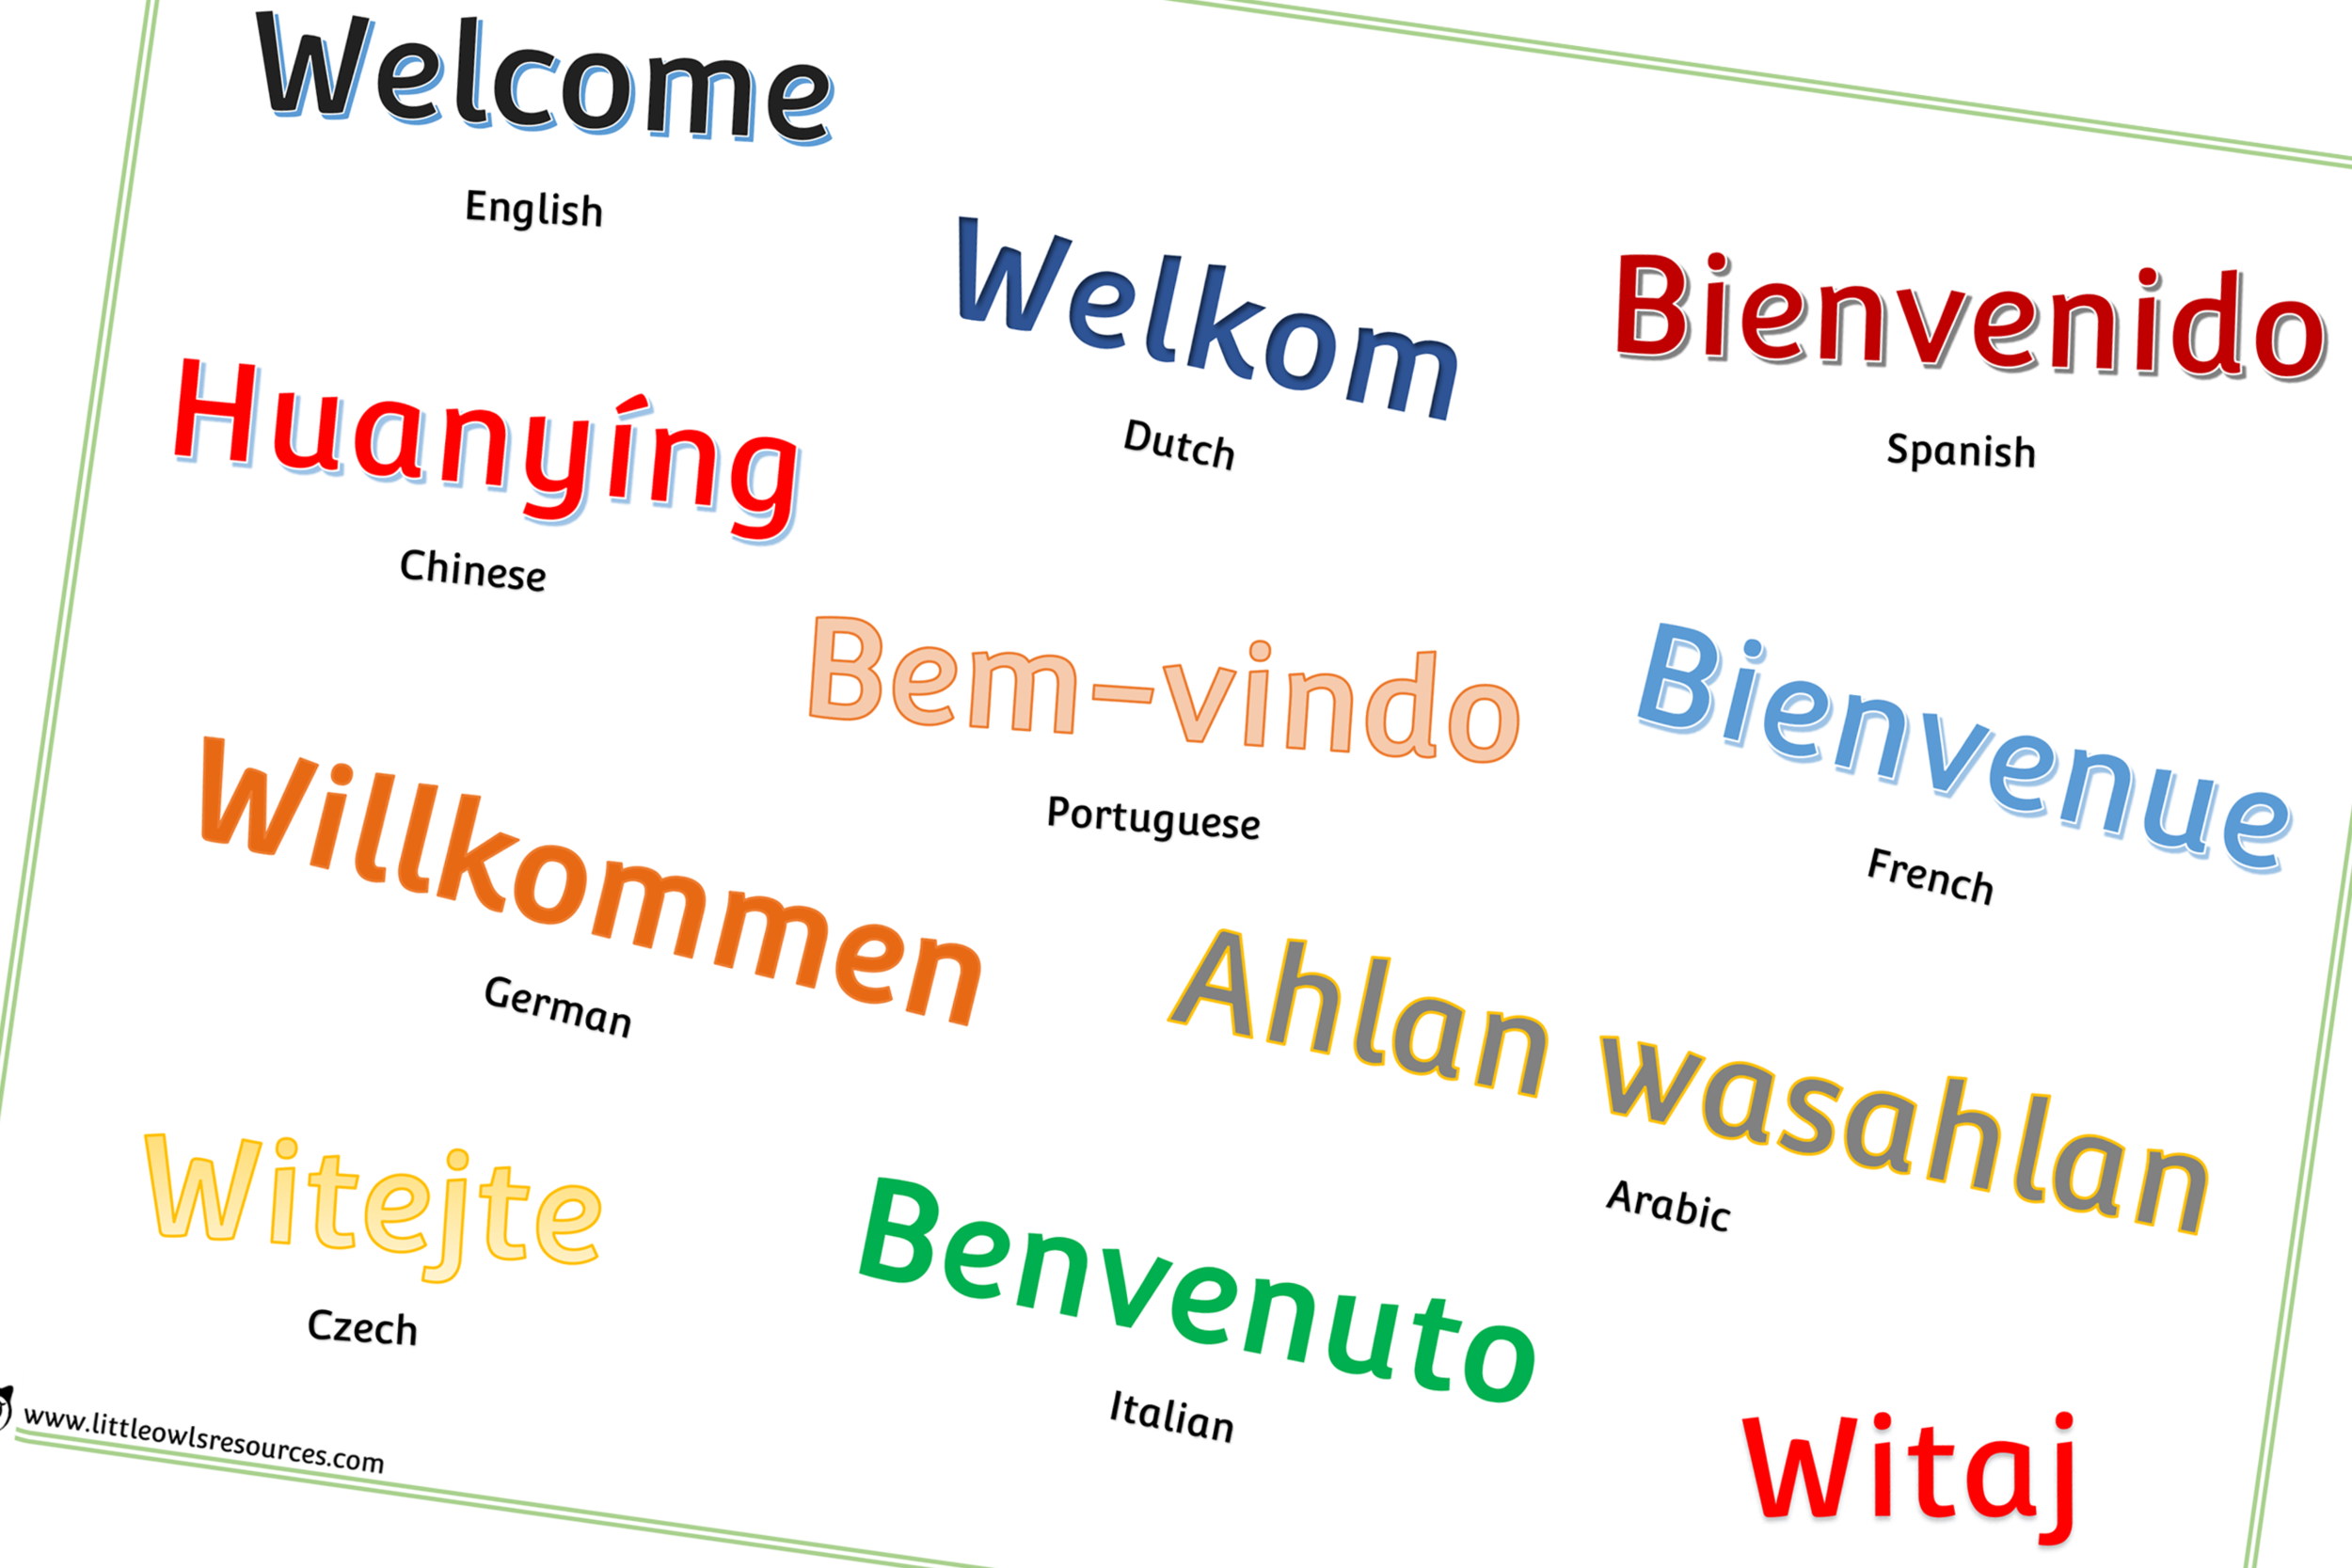 Welcome
English
Welkom
Dutch
Bienvenido
Spanish
Huanyíng
Chinese
Bem-vindo
Portuguese
Bienvenue
French
Willkommen
German
Ahlan wasahlan
Arabic
Witejte
Czech
Benvenuto
Italian
Witaj
www.littleowlsresources.com